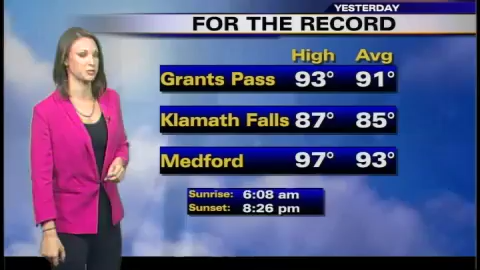 YESTERDAY
FOR THE RECORD
High Avg
Grants Pass 93° 91°
Klamath Falls 87° 85°
Medford 97° 93°
Sunrise: 6:08 am
Sunset: 8:26 pm